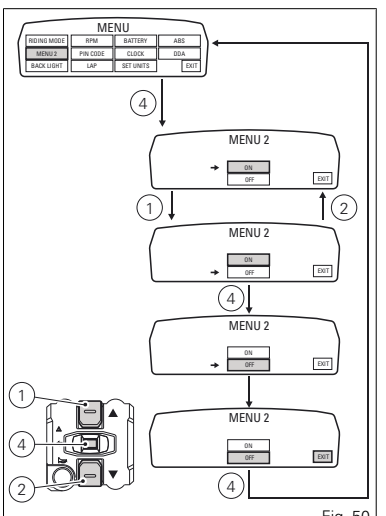 MENU
RIDING MODE RPM BATTERY ABS
MENU 2 PIN CODE CLOCK DDA
BACK LIGHT LAP SET UNITS EXIT
4
MENU 2
ON
OFF EXIT
1 2
MENU 2
ON
OFF EXIT
4
MENU 2
ON
OFF EXIT
1
MENU 2
4 ON
OFF EXIT
2 4
Fig. 50